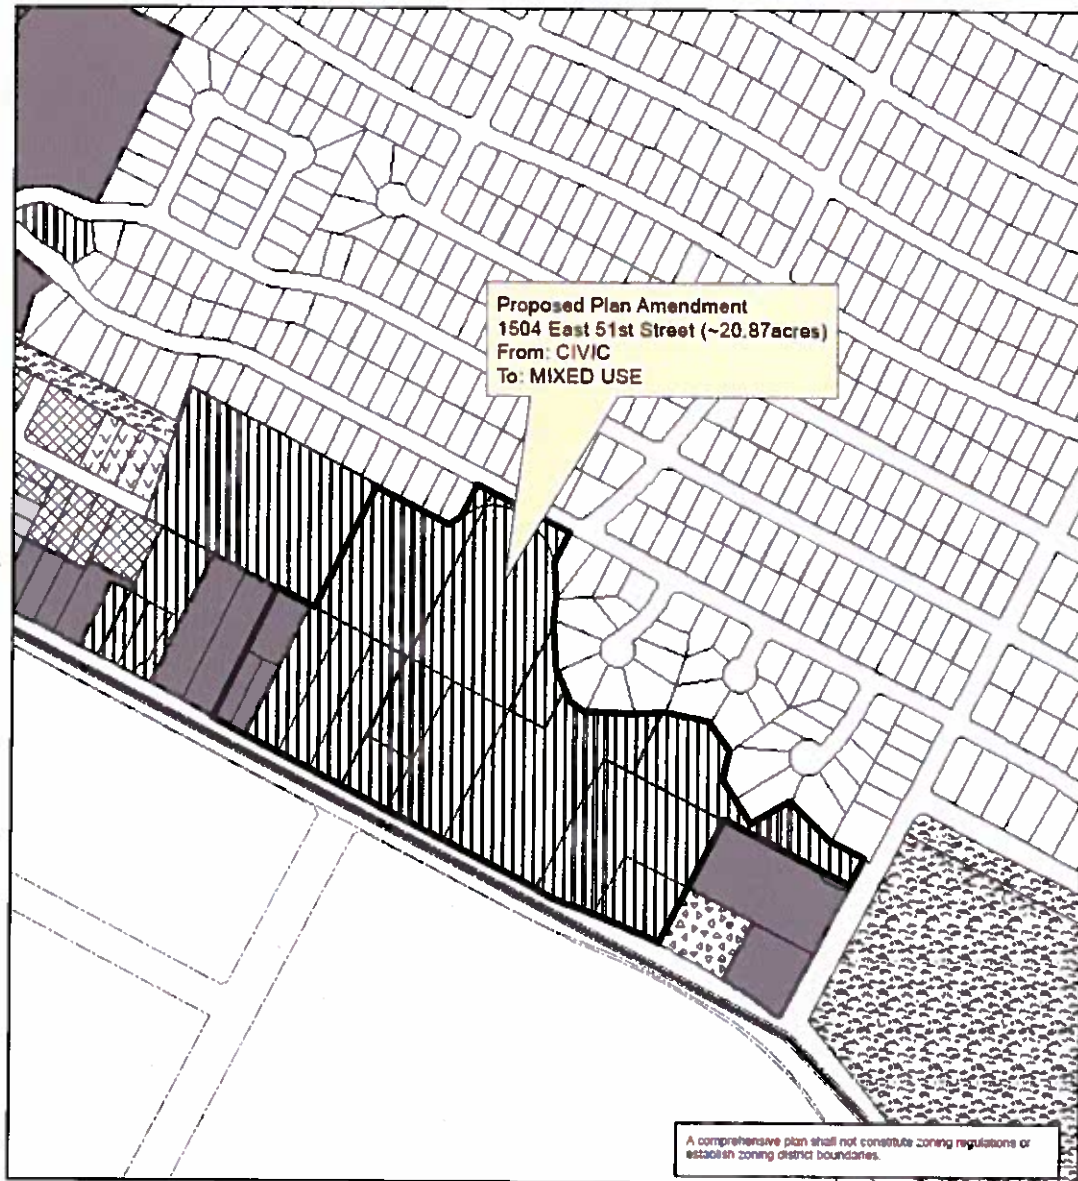 Proposed Plan Amendment
1504 East 51st Street (~20.87acres)
From: CIVIC
To: MIXED USE
A comprehensive plan shall not constitute zoning regulations or
establish zoning district boundaries.